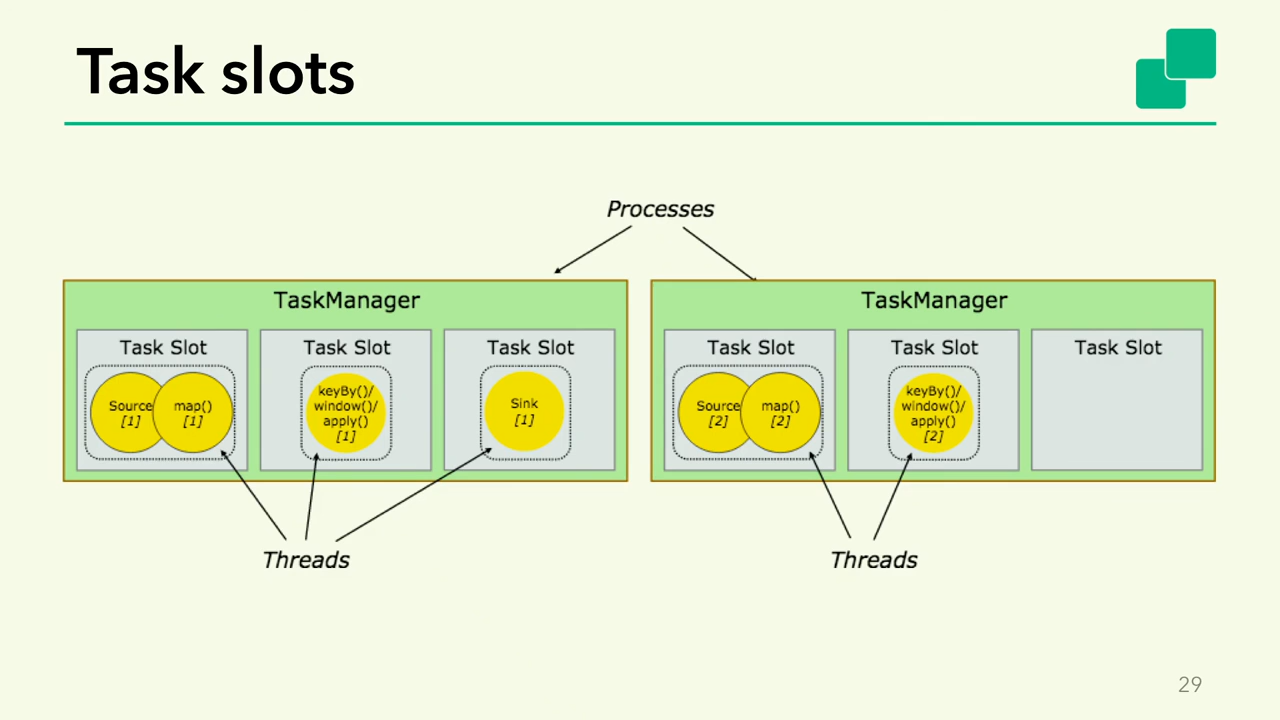 Task slots
Processes
TaskManager
Task Slot
Source
[1]
map()
[1]
Task Slot
keyBy()/
window()/
apply()
[1]
Task Slot
Sink
[1]
TaskManager
Task Slot
Source
[2]
map()
[2]
Task Slot
keyBy()/
window()/
apply()
[2]
Task Slot
Threads
Threads
29